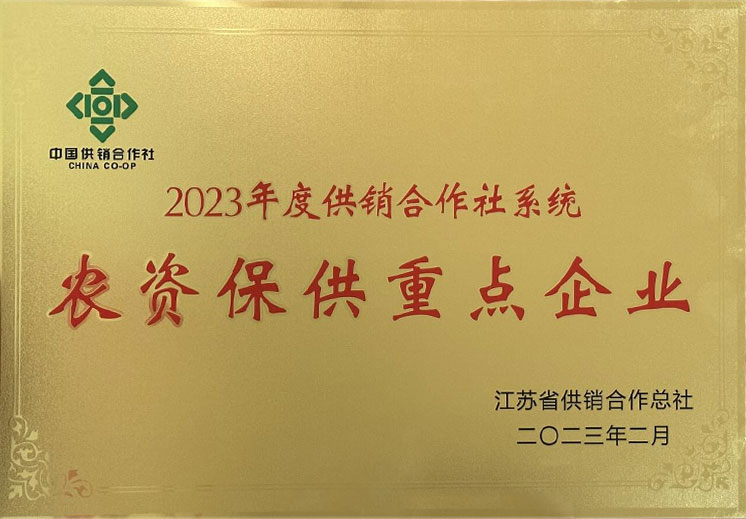 中国供销合作社
CHINA CO-OP
2023年度供销合作社系统
农资保供重点企业
江苏省供销合作总社
二〇二三年二月